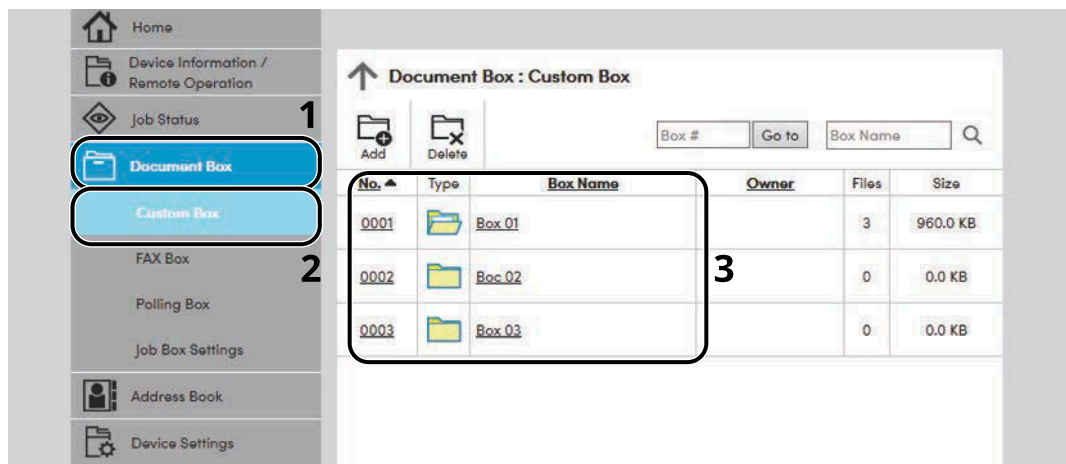 Home
Device Information /
Remote Operation
Job Status
1
Document Box
Custom Box
2
FAX Box
Polling Box
Job Box Settings
Address Book
Device Settings
Document Box : Custom Box
Add
Delete
Box #
Go to
Box Name
No. Type Box Name Owner Files Size
0001 Box 01 3 960.0 KB
0002 Boc 02 0 0.0 KB
0003 Box 03 0 0.0 KB
3